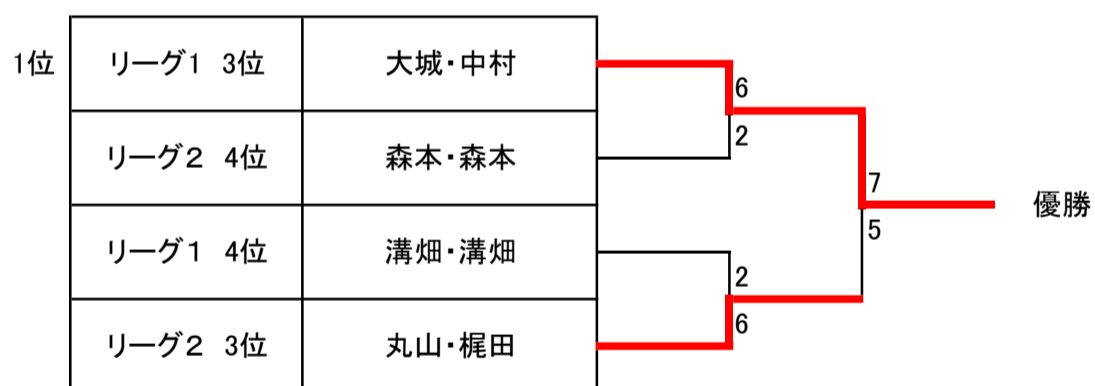 1位 リーグ1 3位 大城・中村
6
2
リーグ２ 4位 森本・森本
7
優勝
5
リーグ1 4位 溝畑・溝畑
2
6
リーグ２ 3位 丸山・梶田